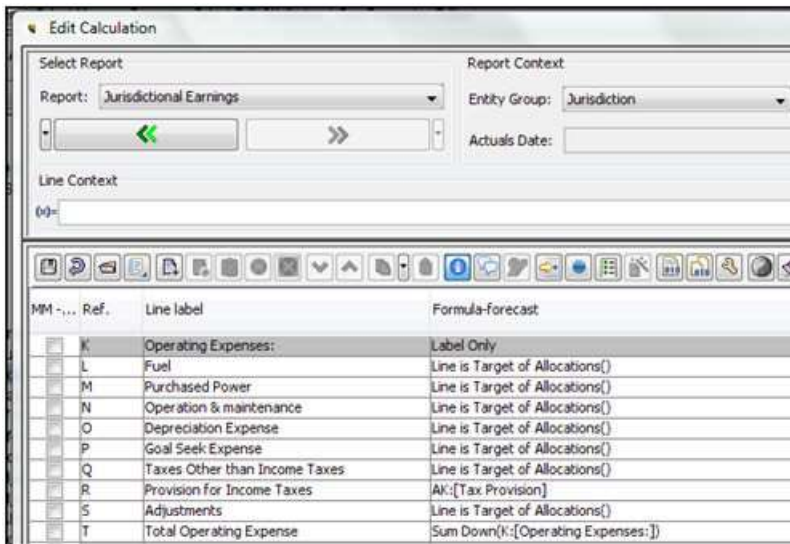 Edit Calculation
Select Report
Report Context
Report: Jurisdictional Earnings
Entity Group: Jurisdiction
Actuals Date:
Line Context
(x)=
MM -... Ref. Line label Formula-forecast
K Operating Expenses: Label Only
L Fuel Line is Target of Allocations()
M Purchased Power Line is Target of Allocations()
N Operation & maintenance Line is Target of Allocations()
O Depreciation Expense Line is Target of Allocations()
P Goal Seek Expense Line is Target of Allocations()
Q Taxes Other than Income Taxes Line is Target of Allocations()
R Provision for Income Taxes AK:[Tax Provision]
S Adjustments Line is Target of Allocations()
T Total Operating Expense Sum Down(K:[Operating Expenses:])